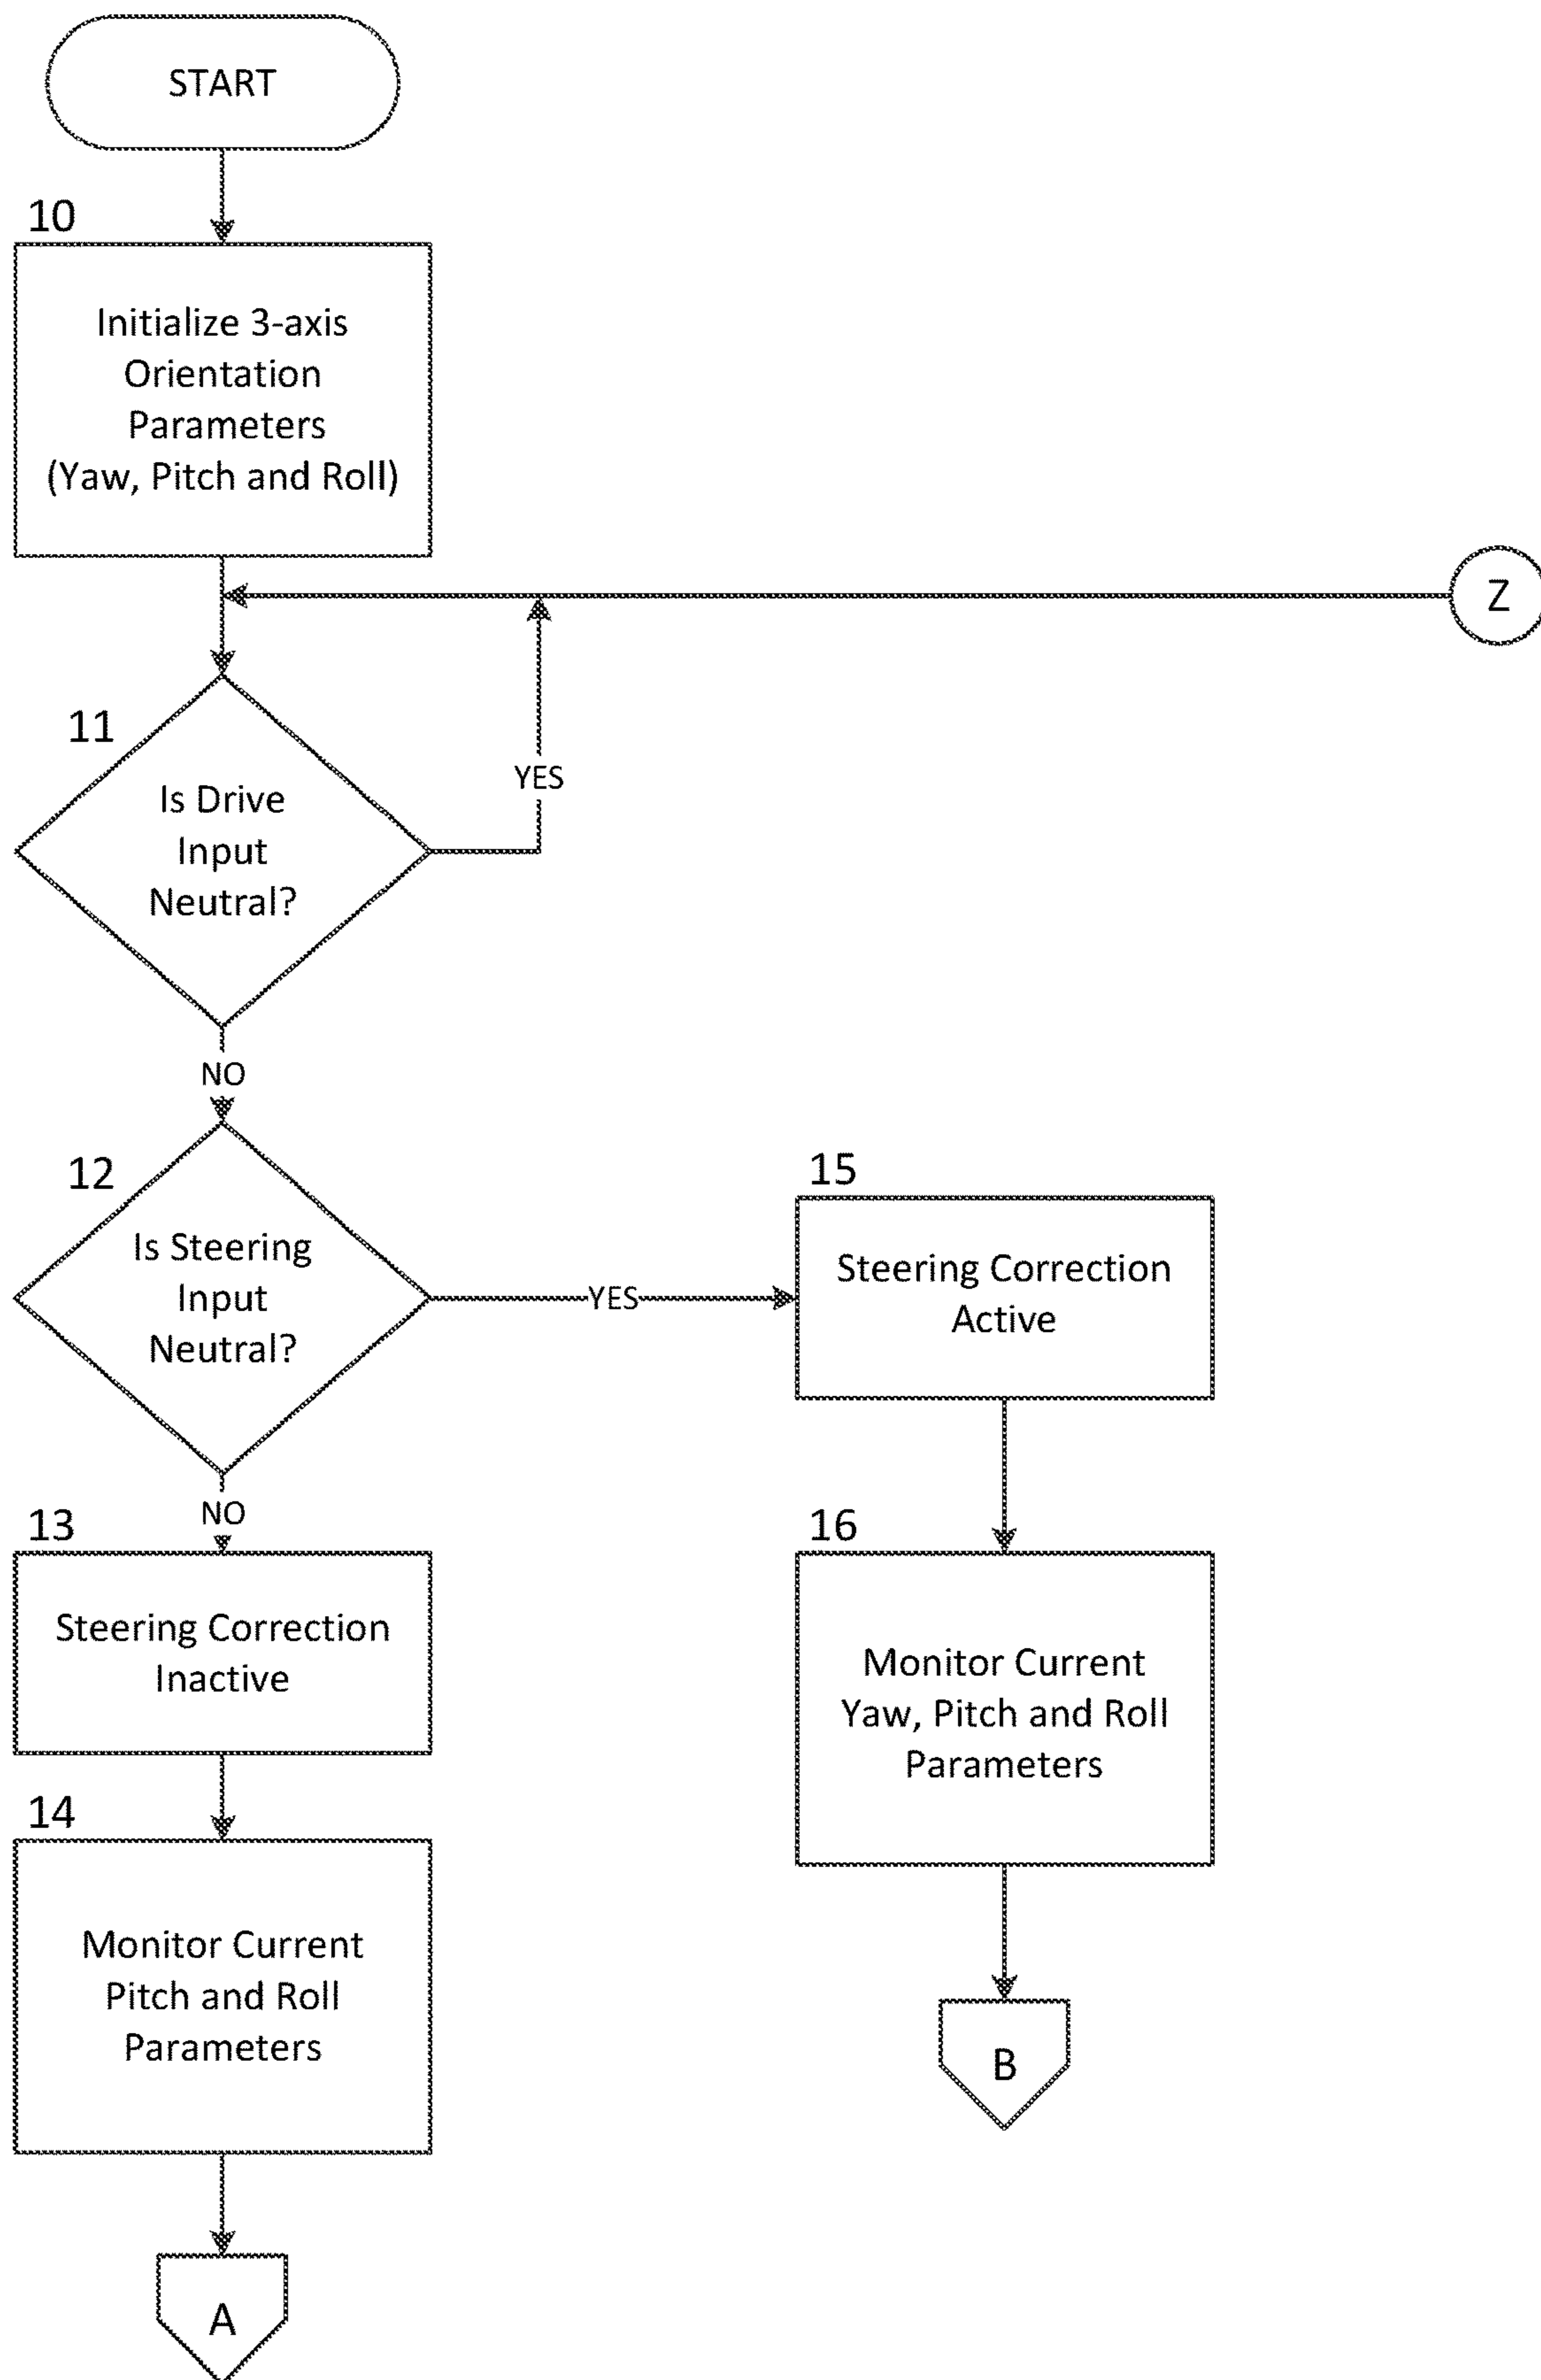 START
10
Initialize 3-axis
Orientation
Parameters
(Yaw, Pitch and Roll)
Z
11
Is Drive
Input
Neutral?
YES
NO
12
Is Steering
Input
Neutral?
YES
15
Steering Correction
Active
NO
13
Steering Correction
Inactive
16
Monitor Current
Yaw, Pitch and Roll
Parameters
14
Monitor Current
Pitch and Roll
Parameters
B
A